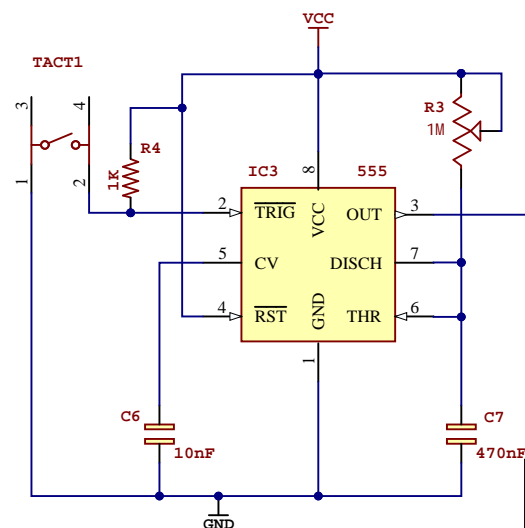 VCC
TACT1
3
4
R4
1K
1
2
R3
1M
IC3
555
8
VCC
2
TRIG
OUT
3
5
CV
DISCH
7
4
RST
GND
THR
6
1
C6
10nF
C7
470nF
GND